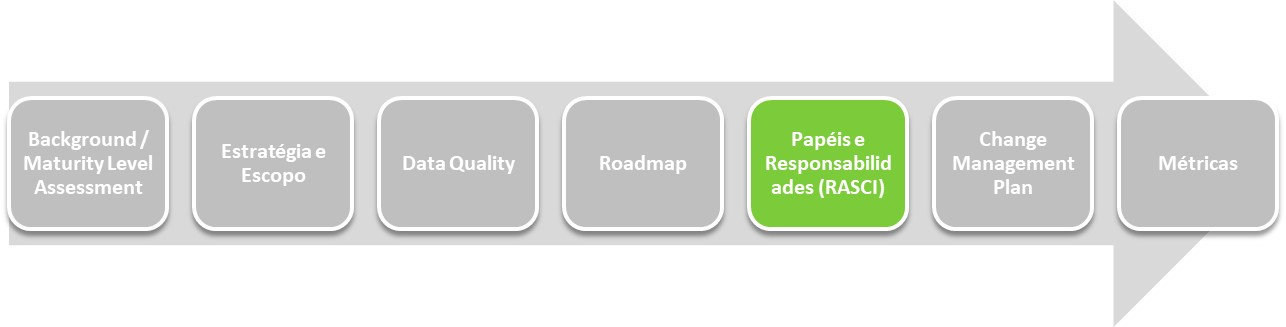 Background /
Maturity Level
Assessment
Estratégia e
Escopo
Data Quality
Roadmap
Papéis e
Responsabilid
ades (RASCI)
Change
Management
Plan
Métricas